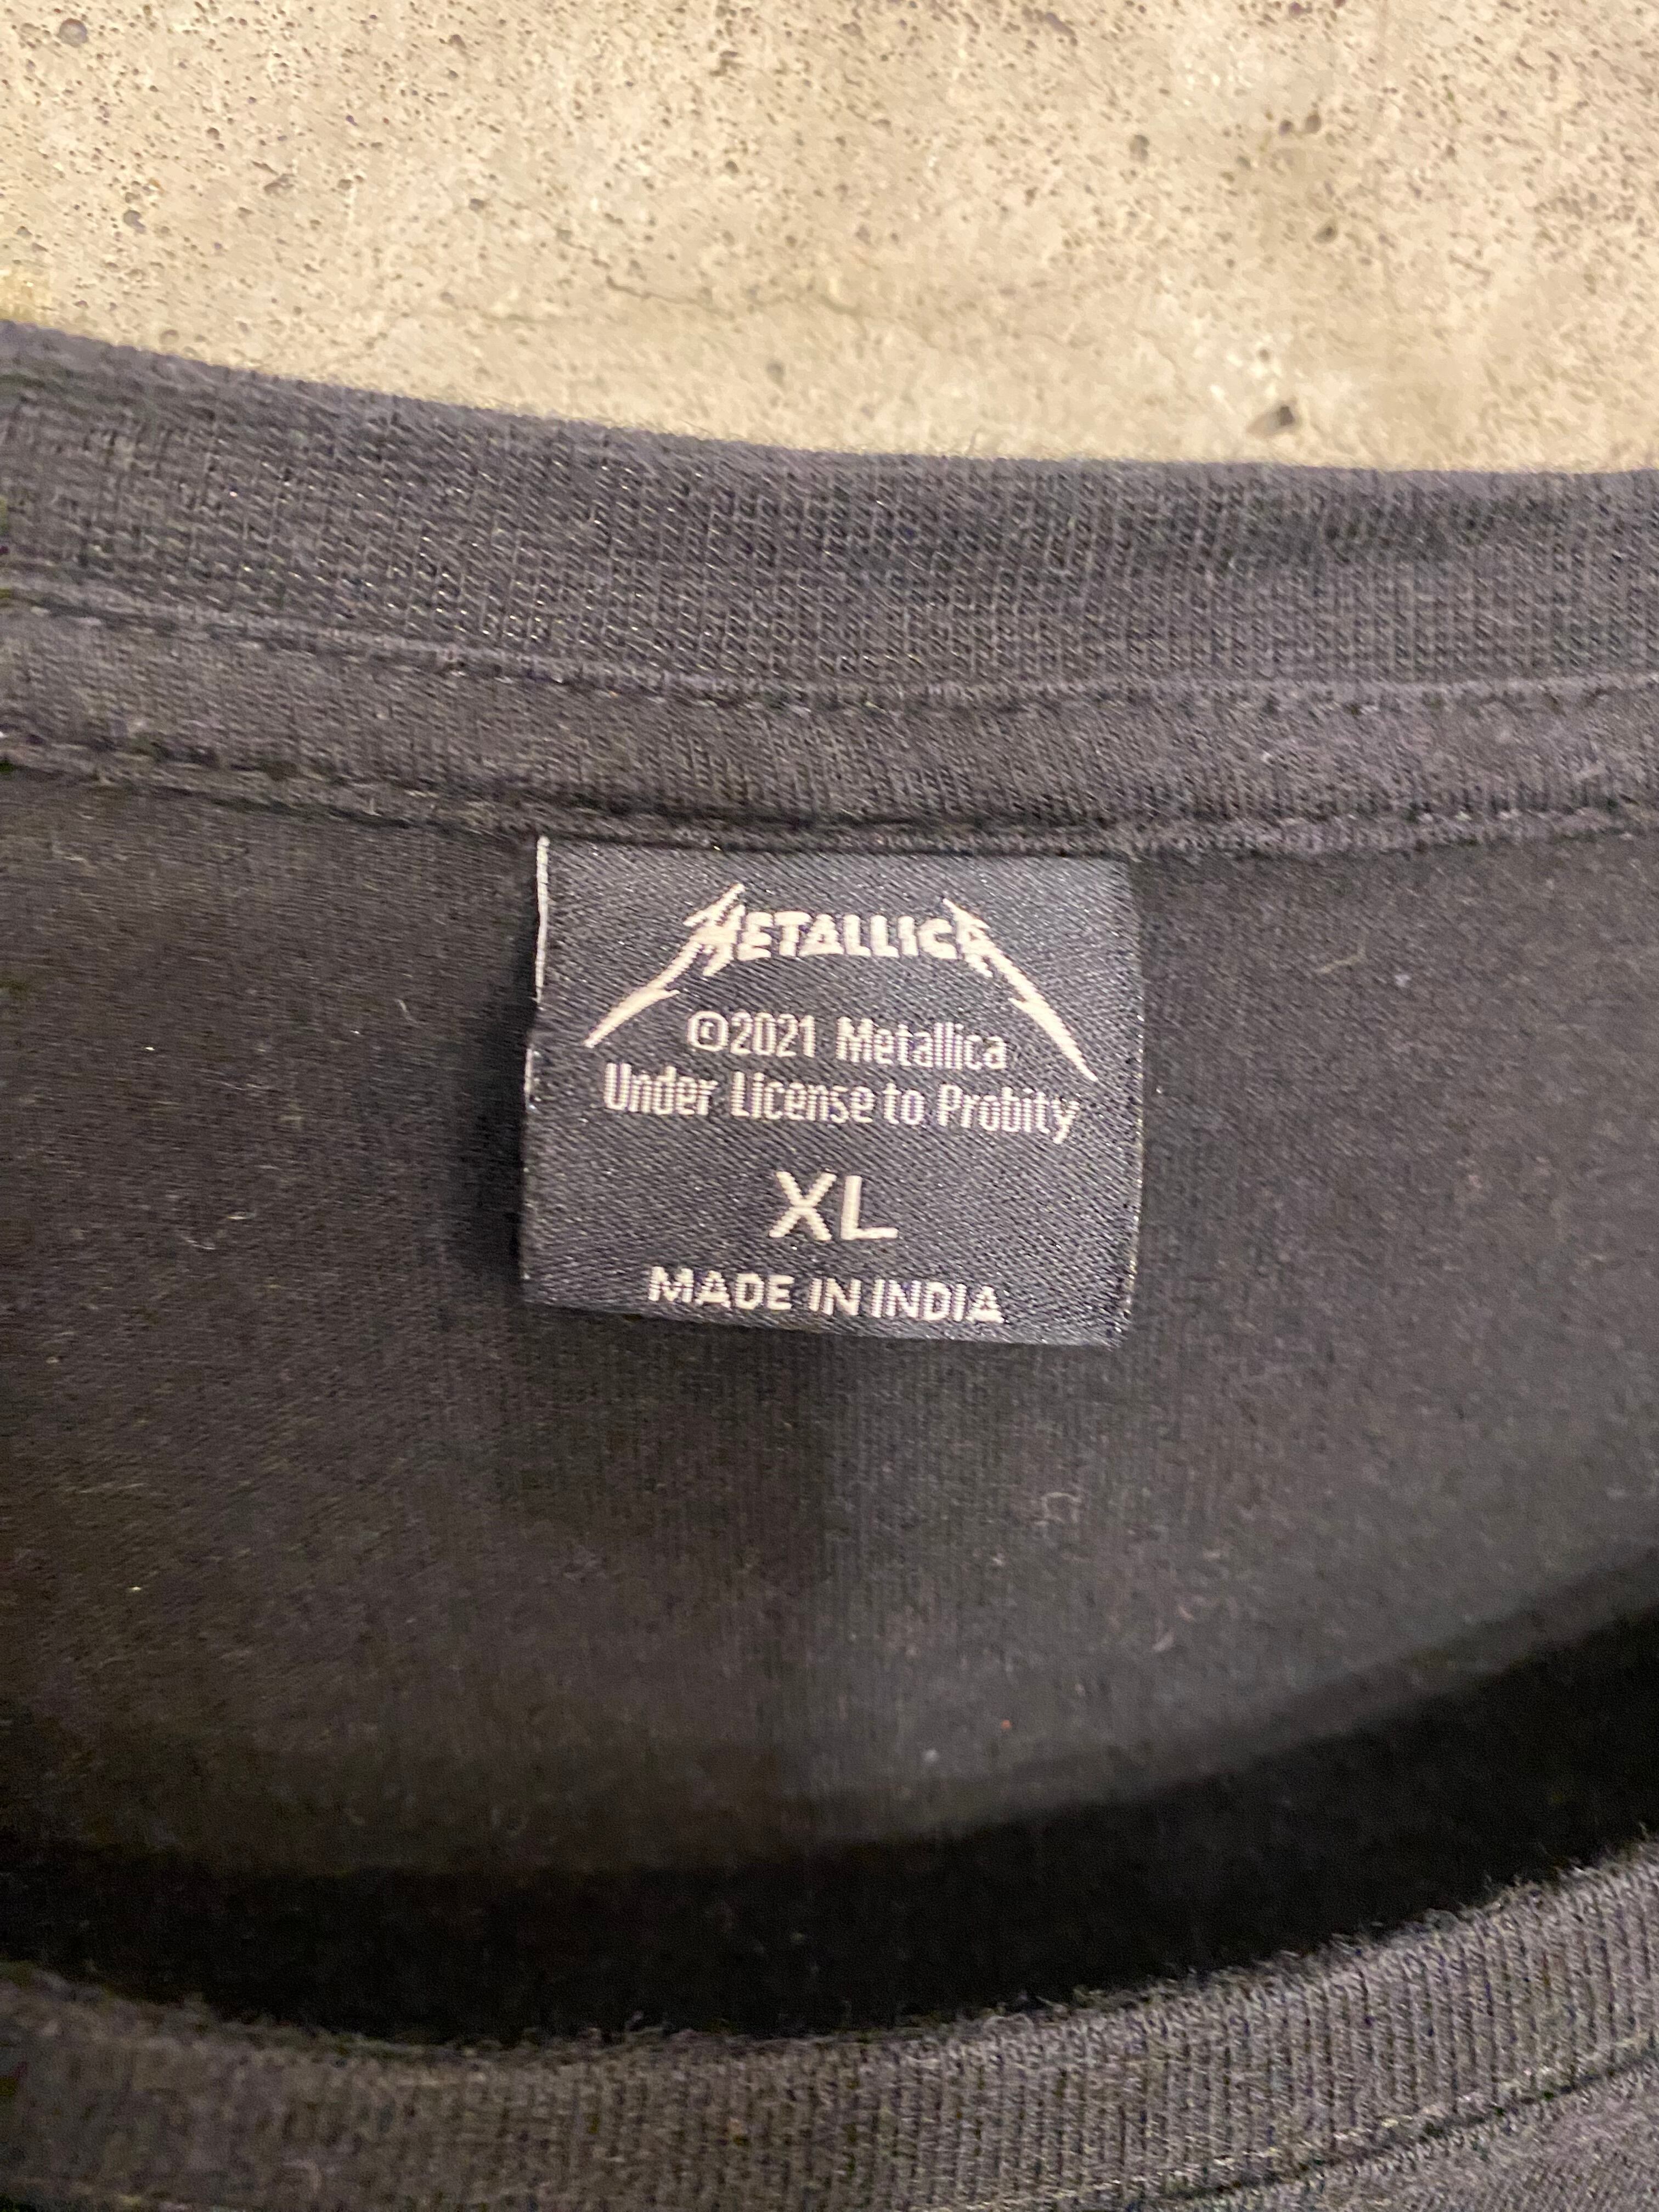 METALLICA
©2021 Metallica
Under License to Probity
XL
MADE IN INDIA